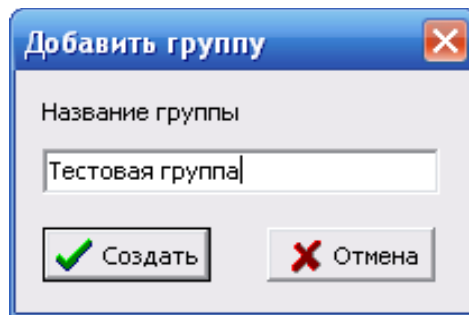 Добавить группу
Название группы
Тестовая группа
Создать Отмена